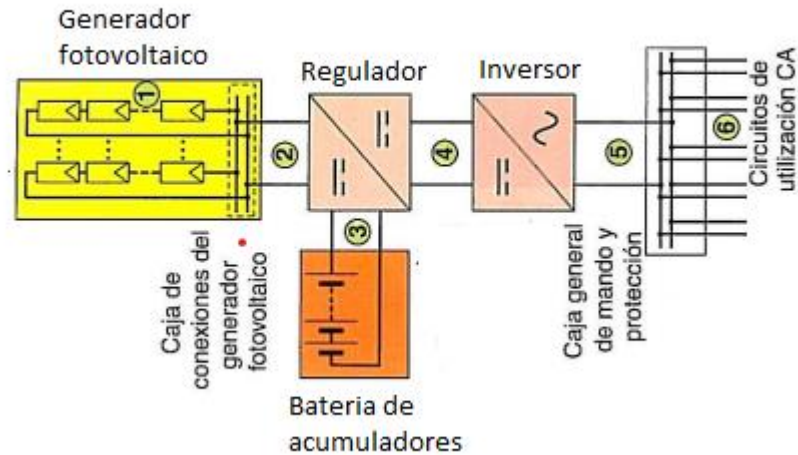 Generador
fotovoltaico
Regulador
Inversor
Circuitos de
utilización CA
1
2
3
4
5
6
Caja de
conexiones del
generador
fotovoltaico
Caja general
de mando y
protección
Bateria de
acumuladores